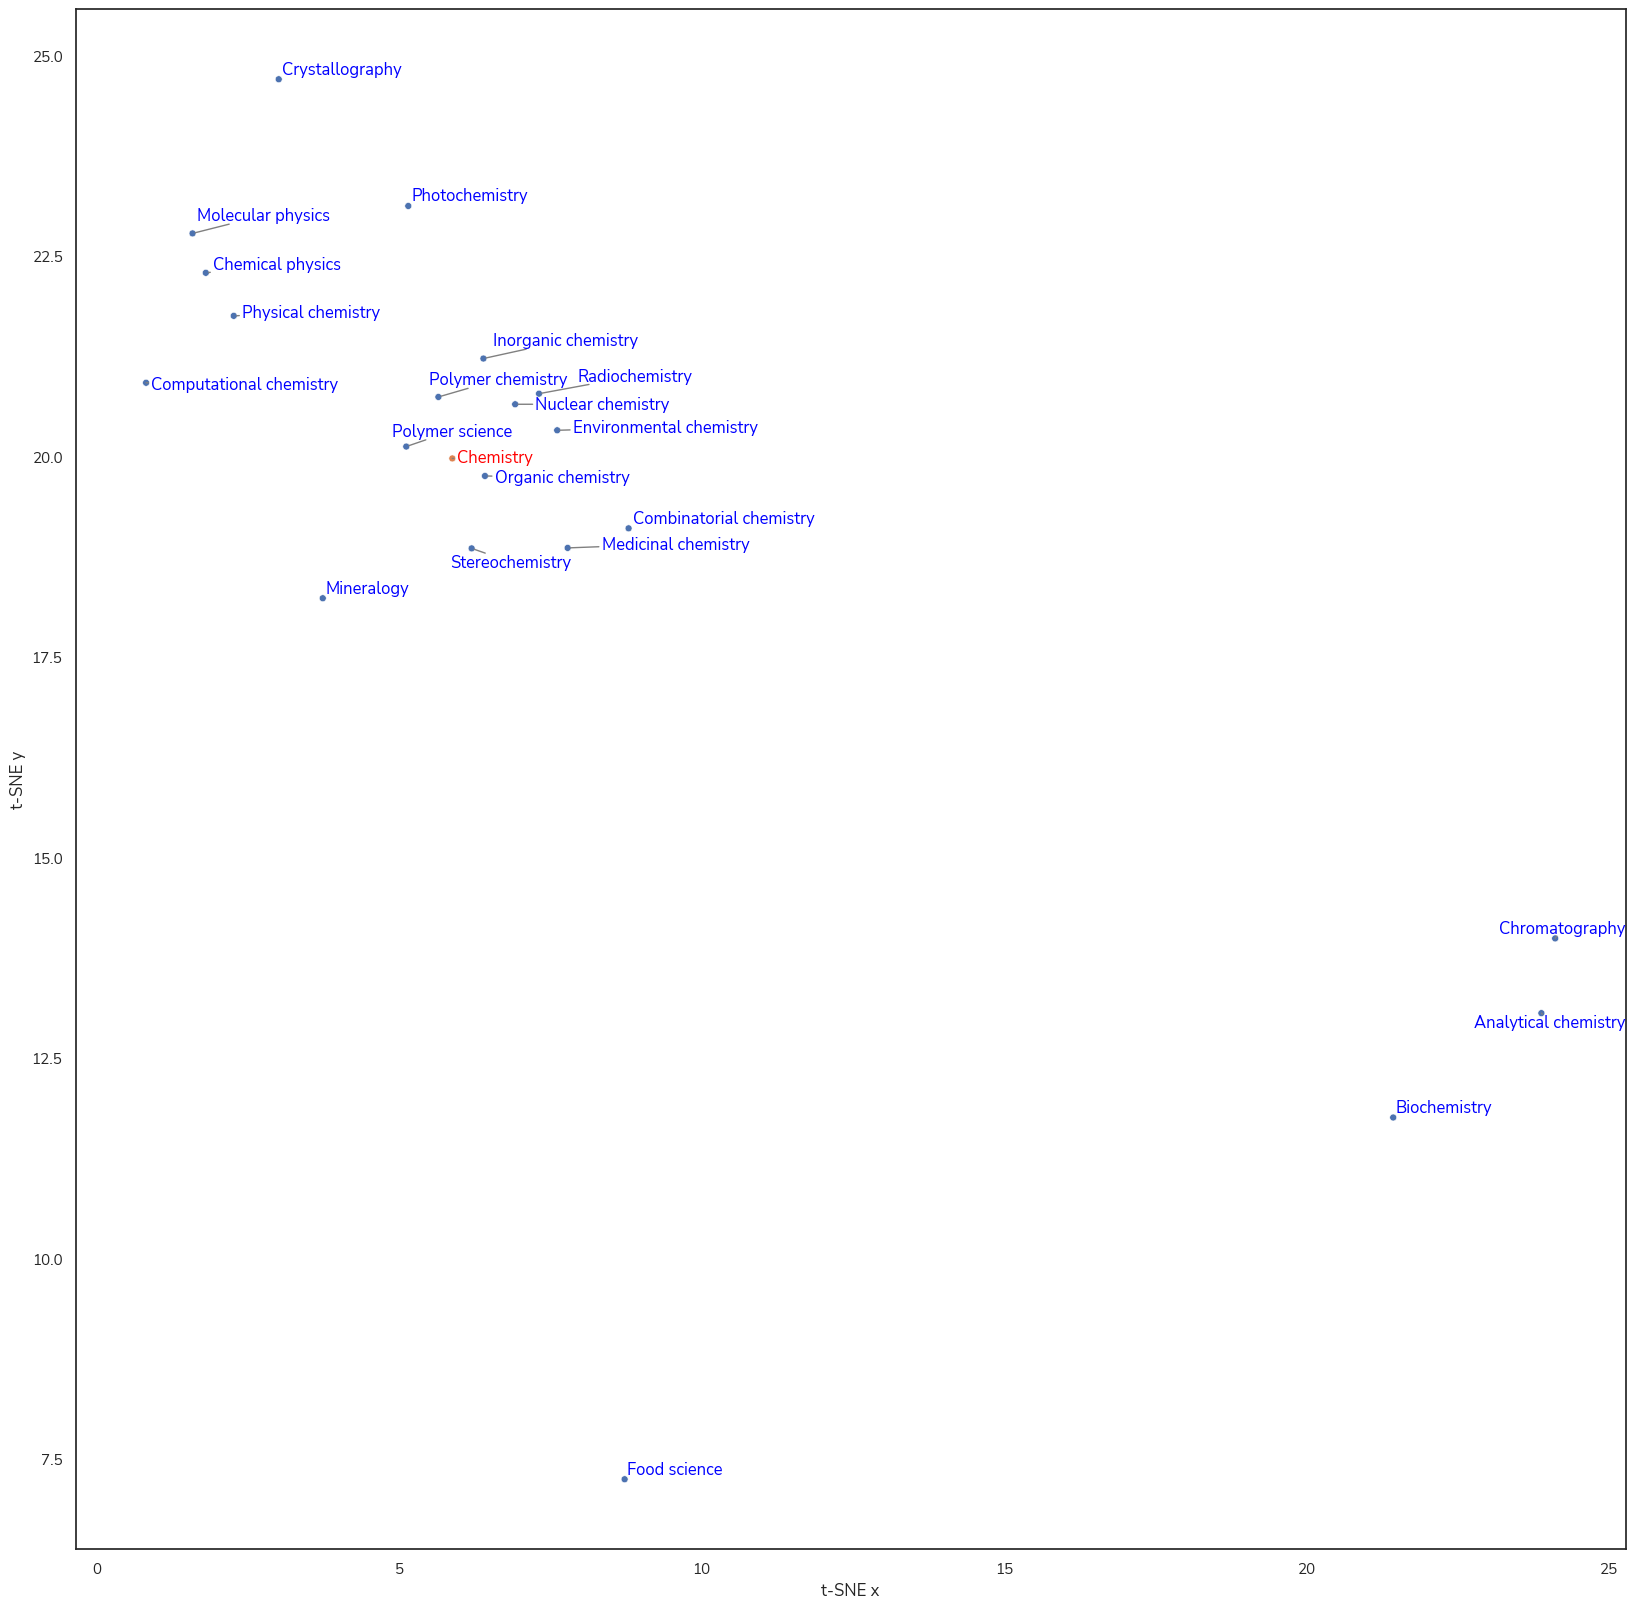 25.0
Crystallography
Photochemistry
Molecular physics
22.5
Chemical physics
Physical chemistry
Inorganic chemistry
Polymer chemistry
Radiochemistry
Computational chemistry
Nuclear chemistry
Environmental chemistry
Polymer science
20.0
Chemistry
Organic chemistry
Combinatorial chemistry
Medicinal chemistry
Stereochemistry
Mineralogy
17.5
t-SNE y
15.0
Chromatography
Analytical chemistry
12.5
Biochemistry
10.0
7.5
Food science
0 5 10 15 20 25
t-SNE x